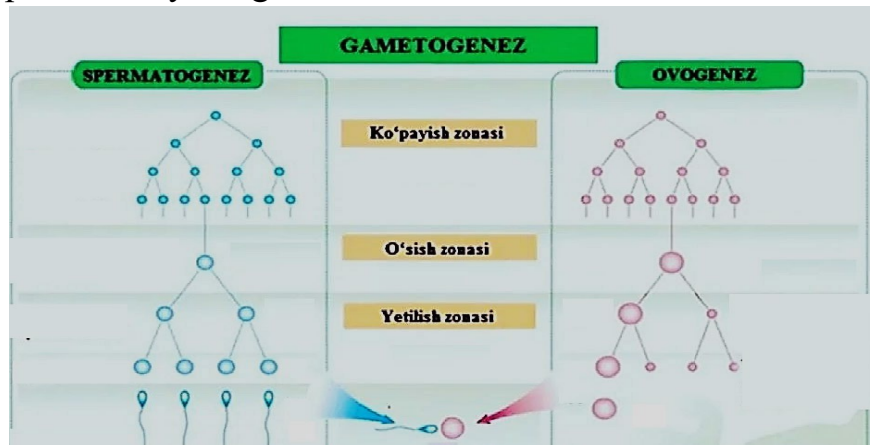 GAMETOGENEZ
SPERMATOGENEZ
OVOGENEZ
Ko‘payish zonasi
O‘sish zonasi
Yetilish zonasi